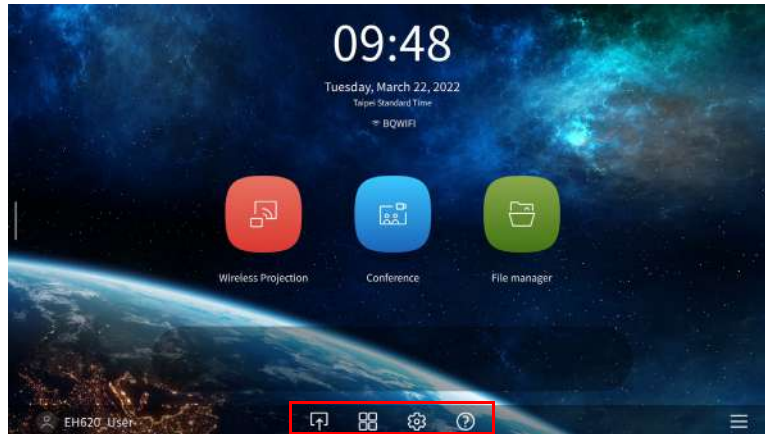 09:48
Tuesday, March 22, 2022
Taipei Standard Time
BQWIFI
Wireless Projection
Conference
File manager
EH620_User